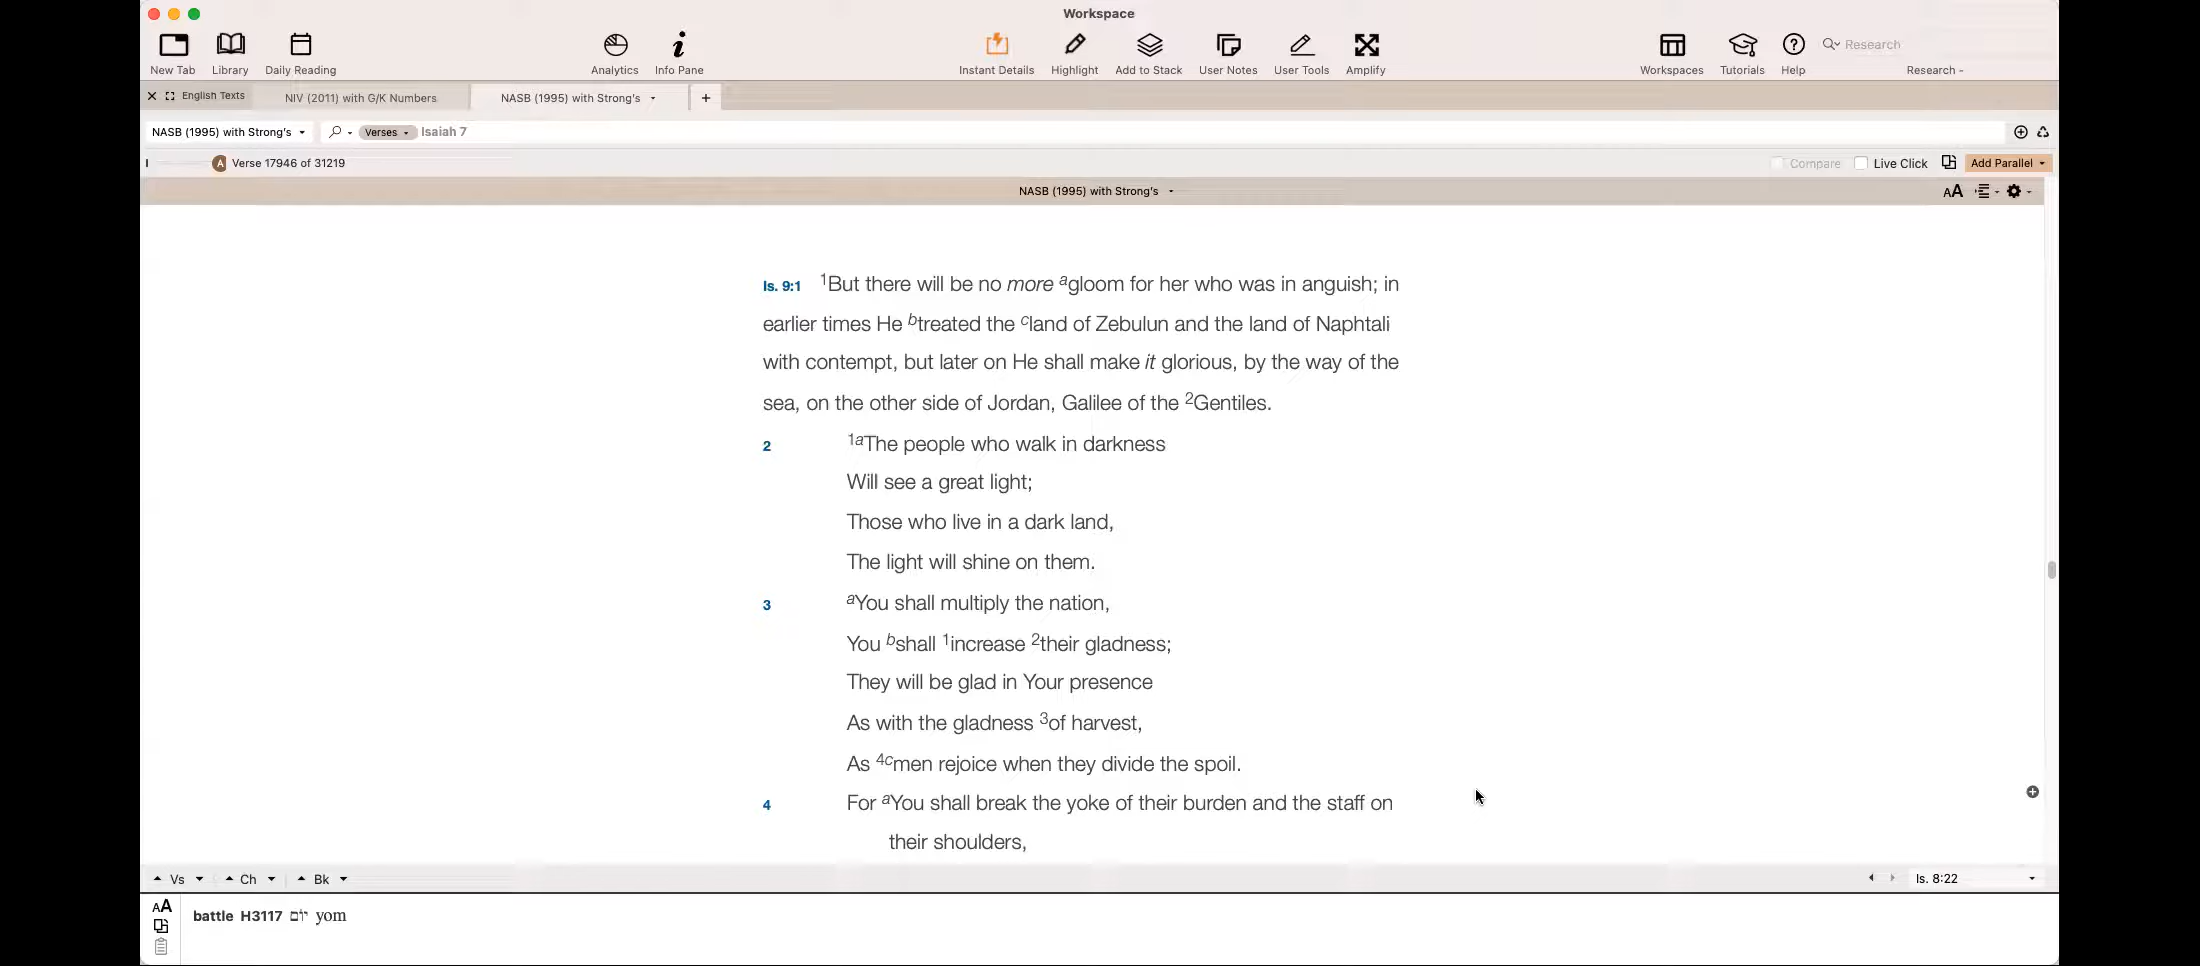 Workspace
New Tab Library Daily Reading Analytics Info Pane Instant Details Highlight Add to Stack User Notes User Tools Amplify Workspaces Tutorials Help Research
Research
English Texts NIV (2011) with G/K Numbers NASB (1995) with Strong's +
NASB (1995) with Strong's Verses Isaiah 7
A Verse 17946 of 31219 Compare Live Click Add Parallel
NASB (1995) with Strong's AA
Is. 9:1 1But there will be no more agloom for her who was in anguish; in
earlier times He btreated the cland of Zebulun and the land of Naphtali
with contempt, but later on He shall make it glorious, by the way of the
sea, on the other side of Jordan, Galilee of the 2Gentiles.
2 1aThe people who walk in darkness
Will see a great light;
Those who live in a dark land,
The light will shine on them.
3 aYou shall multiply the nation,
You bshall 1increase 2their gladness;
They will be glad in Your presence
As with the gladness 3of harvest,
As 4cmen rejoice when they divide the spoil.
4 For aYou shall break the yoke of their burden and the staff on
their shoulders,
Vs Ch Bk Is. 8:22
AA
battle H3117 יוֹם yom